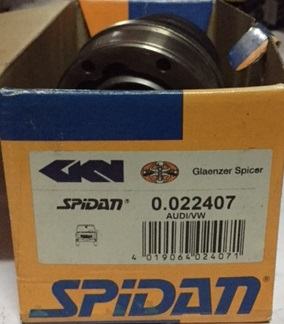 GKN
Glaenzer Spicer
SPIDAN®
0.022407
AUDI/VW
4 019064 024071
SPIDAN®